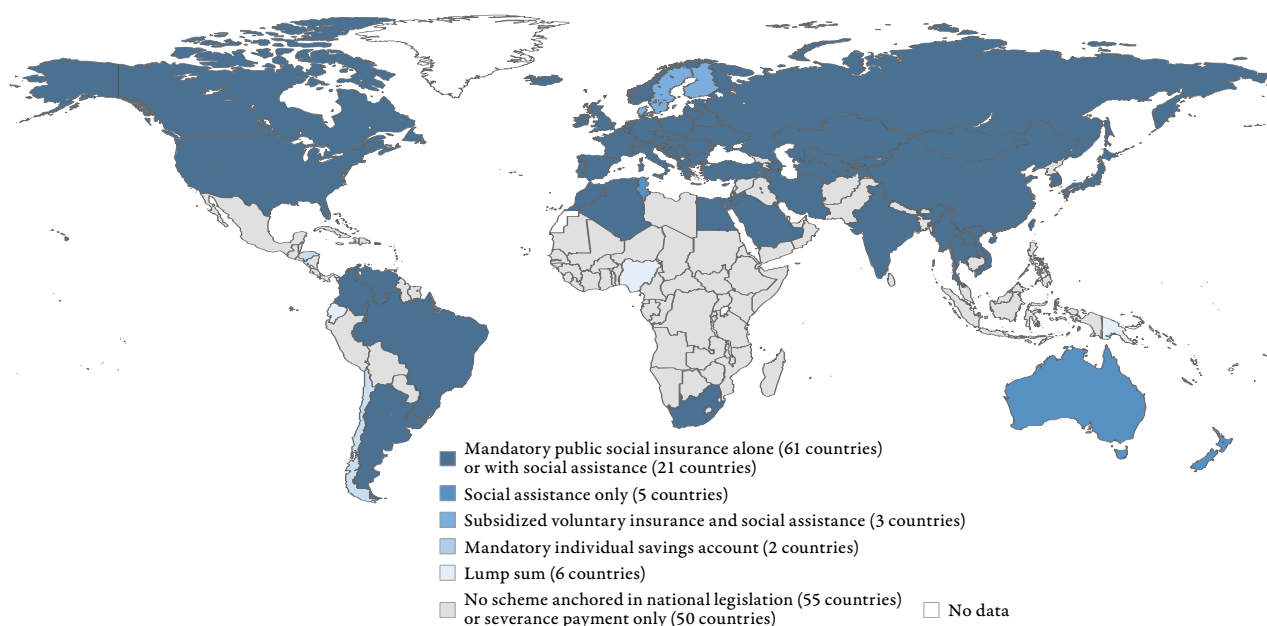 Mandatory public social insurance alone (61 countries)
or with social assistance (21 countries)
Social assistance only (5 countries)
Subsidized voluntary insurance and social assistance (3 countries)
Mandatory individual savings account (2 countries)
Lump sum (6 countries)
No scheme anchored in national legislation (55 countries)
or severance payment only (50 countries)
No data